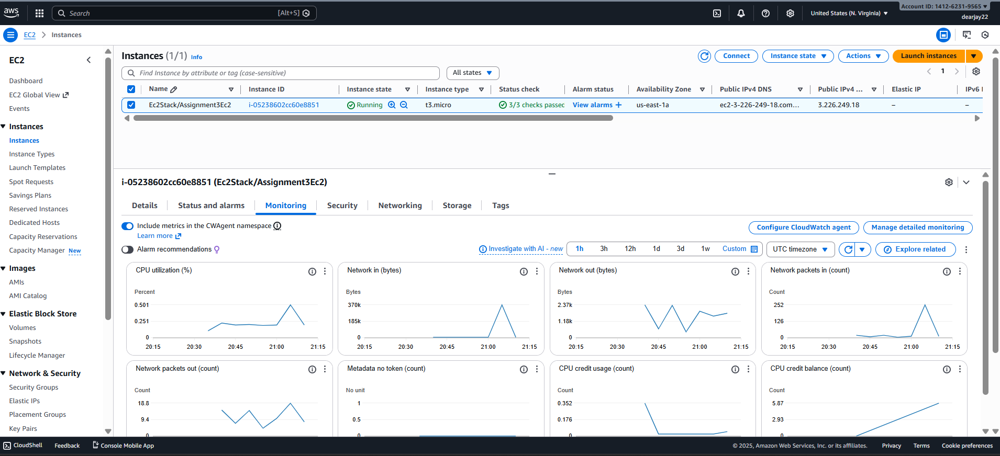 aws
Search [Alt+S]
United States (N. Virginia)
Account ID: 1412-6231-9565
dearjay22
EC2 Instances
EC2
Dashboard
EC2 Global View
Events
Instances
Instances
Instance Types
Launch Templates
Spot Requests
Savings Plans
Reserved Instances
Dedicated Hosts
Capacity Reservations
Capacity Manager New
Images
AMIs
AMI Catalog
Elastic Block Store
Volumes
Snapshots
Lifecycle Manager
Network & Security
Security Groups
Elastic IPs
Placement Groups
Key Pairs
Instances (1/1) Info
Connect Instance state Actions Launch instances
Find Instance by attribute or tag (case-sensitive)
All states
1
Name Instance ID Instance state Instance type Status check Alarm status Availability Zone Public IPv4 DNS Public IPv4 ... Elastic IP IPv6 I
Ec2Stack/Assignment3Ec2 i-05238602cc60e8851 Running t3.micro 3/3 checks passec View alarms + us-east-1a ec2-3-226-249-18.com... 3.226.249.18 – –
i-05238602cc60e8851 (Ec2Stack/Assignment3Ec2)
Details Status and alarms Monitoring Security Networking Storage Tags
Include metrics in the CWAgent namespace
Learn more
Configure CloudWatch agent Manage detailed monitoring
Alarm recommendations
Investigate with AI - new
1h 3h 12h 1d 3d 1w Custom
UTC timezone
Explore related
CPU utilization (%)
Percent
0.501
0.251
0
20:15 20:30 20:45 21:00 21:15
Network in (bytes)
Bytes
370k
185k
0
20:15 20:30 20:45 21:00 21:15
Network out (bytes)
Bytes
2.37k
1.18k
0
20:15 20:30 20:45 21:00 21:15
Network packets in (count)
Count
252
126
0
20:15 20:30 20:45 21:00 21:15
Network packets out (count)
Count
18.8
9.4
0
Metadata no token (count)
No unit
1
0.5
0
CPU credit usage (count)
Count
0.352
0.176
0
CPU credit balance (count)
Count
5.87
2.93
0
CloudShell Feedback Console Mobile App
© 2025, Amazon Web Services, Inc. or its affiliates. Privacy Terms Cookie preferences